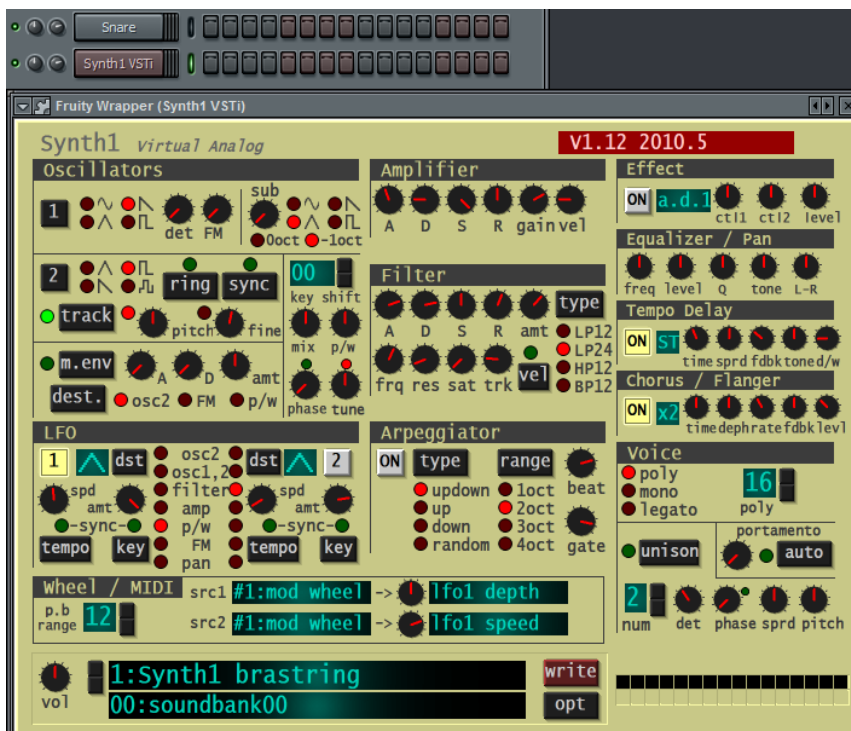 Snare
Synth1 VSTi
Fruity Wrapper (Synth1 VSTi)
Synth1 Virtual Analog
V1.12 2010.5
Oscillators
1
det FM
sub
0oct -1oct
2
ring sync
track
pitch fine
00
key shift
mix p/w
m.env
A D amt
dest.
osc2 FM p/w
phase tune
Amplifier
A D S R gain vel
Filter
A D S R amt
type
LP12
LP24
HP12
BP12
frq res sat trk
vel
Effect
ON a.d.1
ctl1 ctl2 level
Equalizer / Pan
freq level Q tone L-R
Tempo Delay
ON ST
time sprd fdbk tone d/w
Chorus / Flanger
ON x2
time deph rate fdbk levl
LFO
1 dst
osc2
osc1,2
filter
amp
p/w
FM
pan
dst 2
spd amt
spd amt
-sync-
-sync-
tempo key
tempo key
Arpeggiator
ON type range
updown
up
down
random
1oct
2oct
3oct
4oct
beat
gate
Voice
poly
mono
legato
16
poly
portamento
unison
auto
2
num det phase sprd pitch
Wheel / MIDI
p.b
range 12
src1 #1:mod wheel -> lfo1 depth
src2 #1:mod wheel -> lfo1 speed
vol
1:Synth1 brastring
00:soundbank00
write
opt